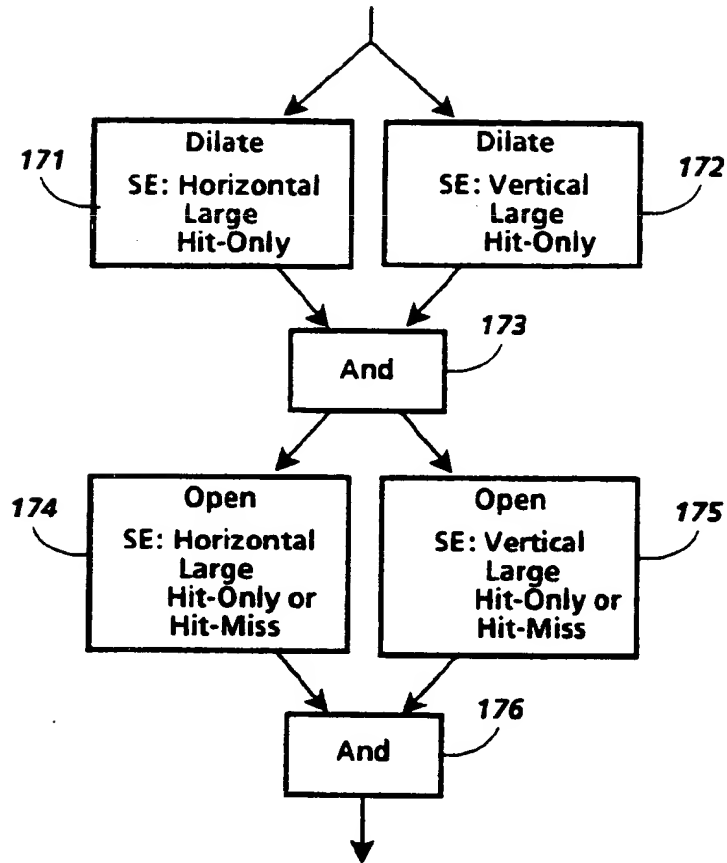 171
Dilate
SE: Horizontal
Large
Hit-Only
Dilate
SE: Vertical
Large
Hit-Only
172
And
173
174
Open
SE: Horizontal
Large
Hit-Only or
Hit-Miss
Open
SE: Vertical
Large
Hit-Only or
Hit-Miss
175
And
176